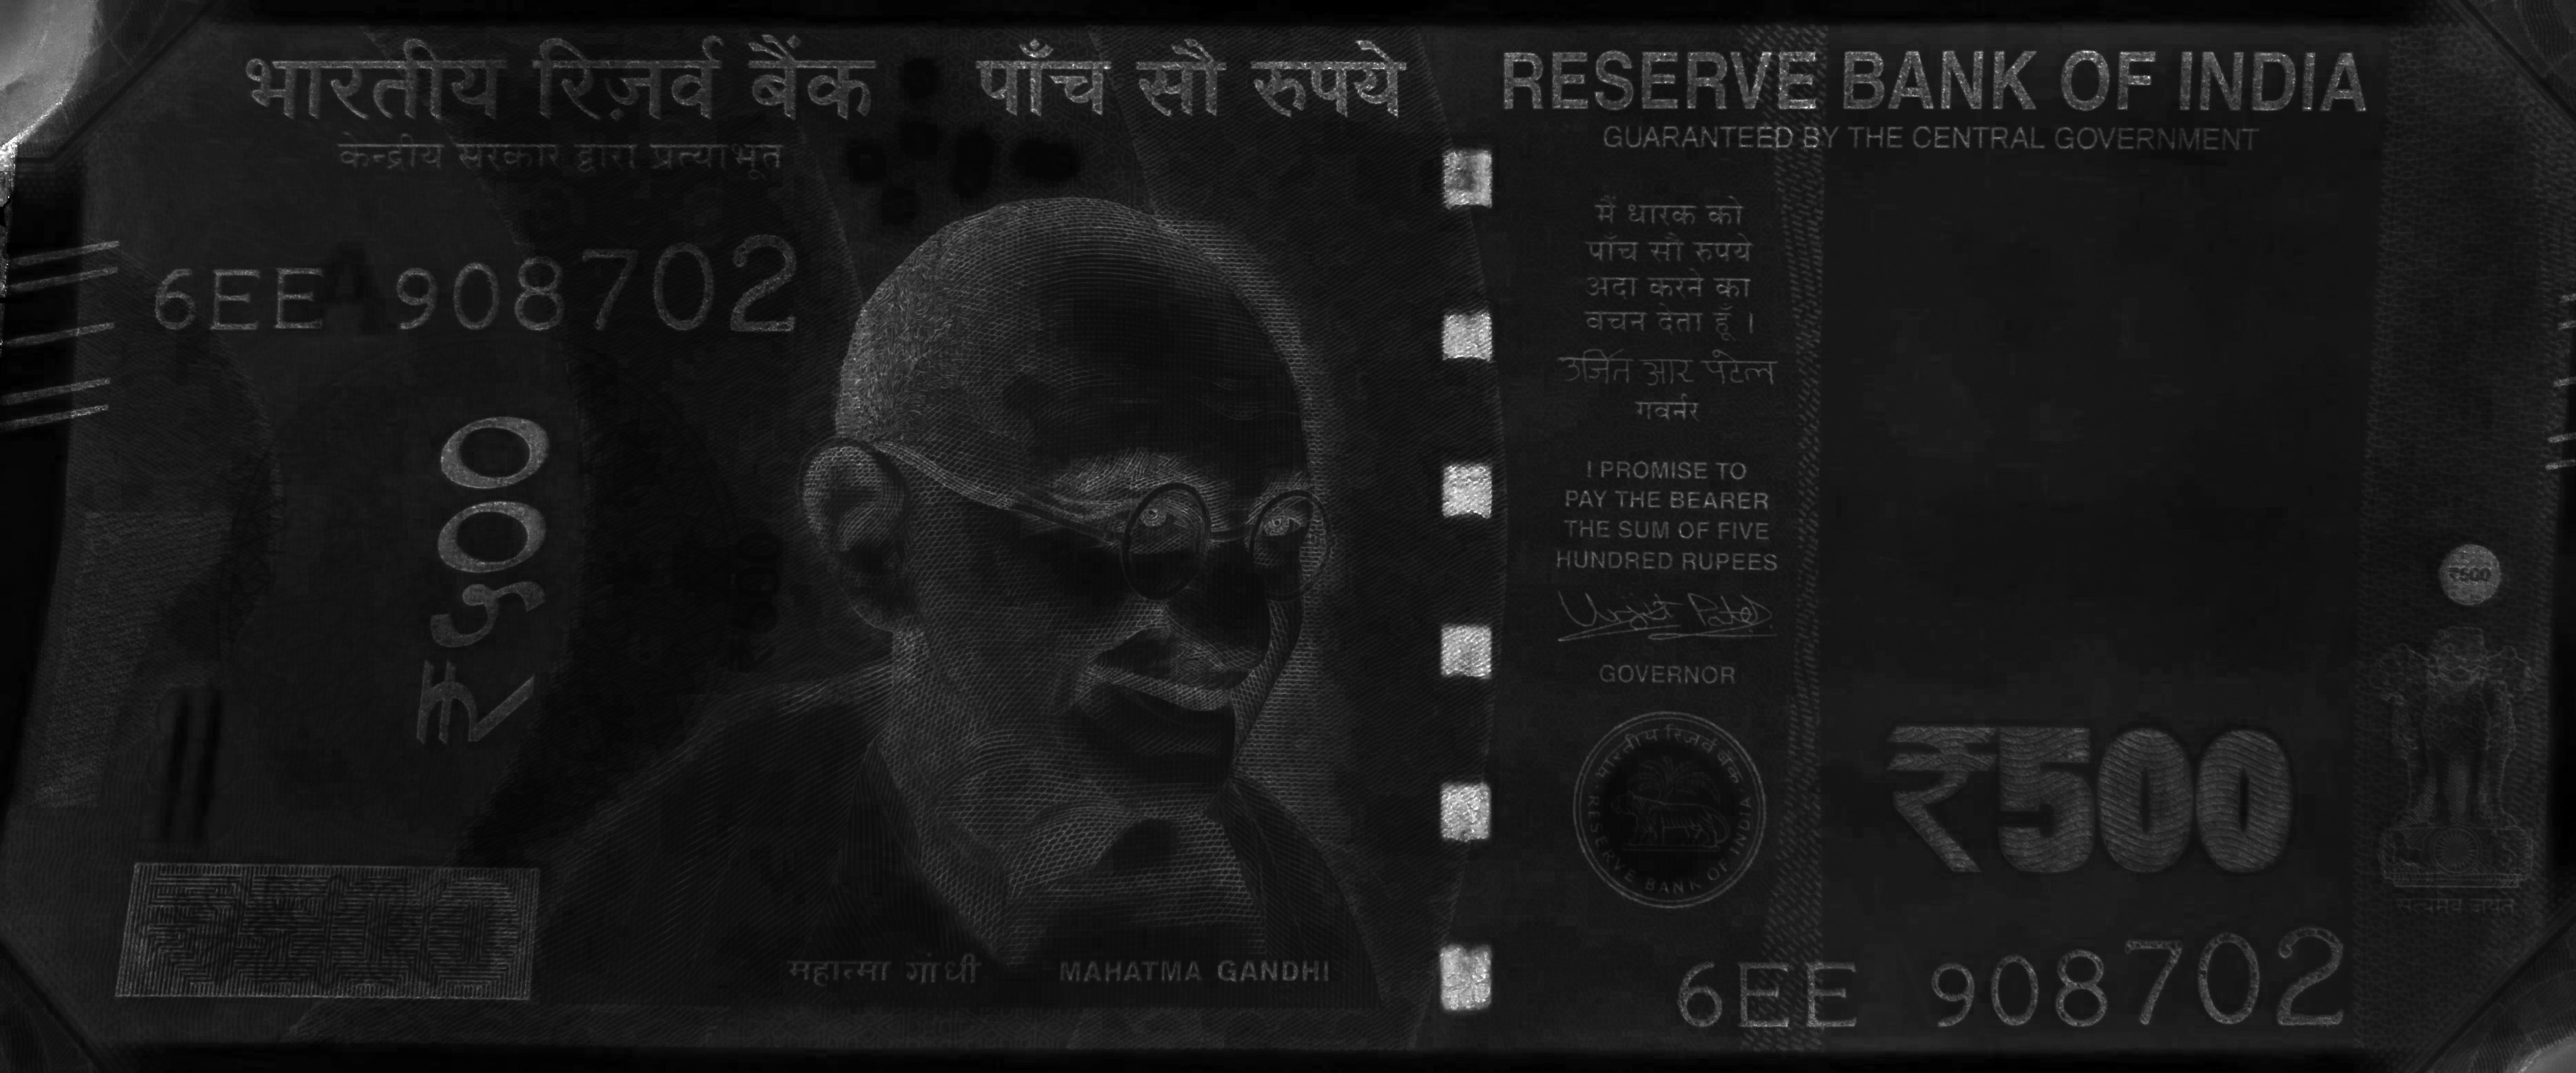 भारतीय रिज़र्व बैंक
केन्द्रीय सरकार द्वारा प्रत्याभूत
पाँच सौ रुपये
RESERVE BANK OF INDIA
GUARANTEED BY THE CENTRAL GOVERNMENT
6EE 908702
₹५००
मैं धारक को
पाँच सौ रुपये
अदा करने का
वचन देता हूँ ।
उर्जित आर पटेल
गवर्नर
I PROMISE TO
PAY THE BEARER
THE SUM OF FIVE
HUNDRED RUPEES
Urjit Patel
GOVERNOR
भारतीय रिज़र्व बैंक
RESERVE BANK OF INDIA
₹500
₹500
सत्यमेव जयते
महात्मा गांधी
MAHATMA GANDHI
6EE 908702